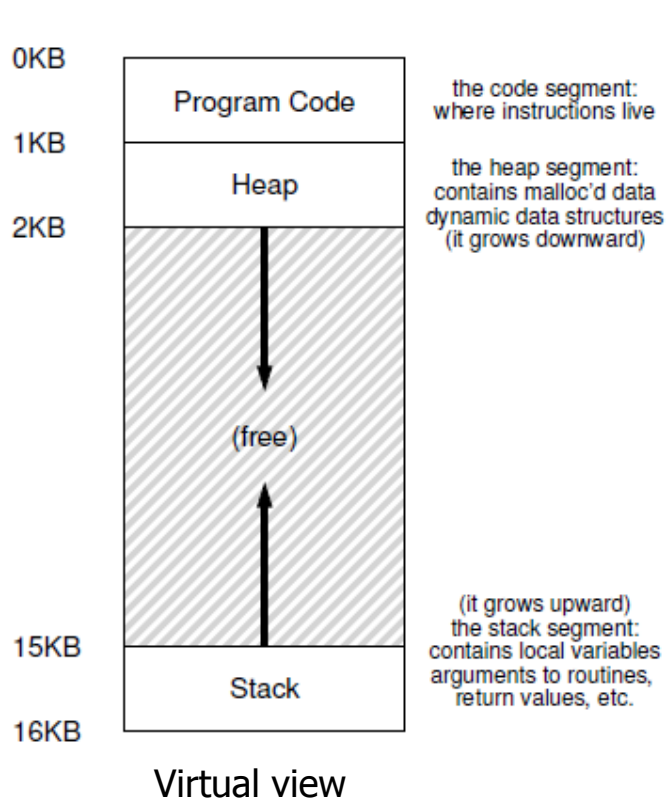 0KB
Program Code
the code segment:
where instructions live
1KB
Heap
the heap segment:
contains malloc'd data
dynamic data structures
(it grows downward)
2KB
(free)
(it grows upward)
the stack segment:
contains local variables
arguments to routines,
return values, etc.
15KB
Stack
16KB
Virtual view